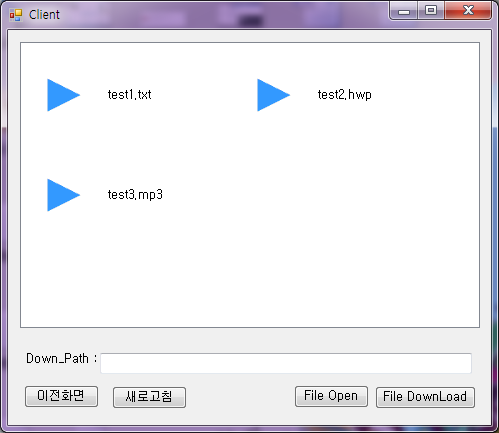 Client
test1.txt test2.hwp
test3.mp3
Down_Path :
이전화면 새로고침 File Open File DownLoad